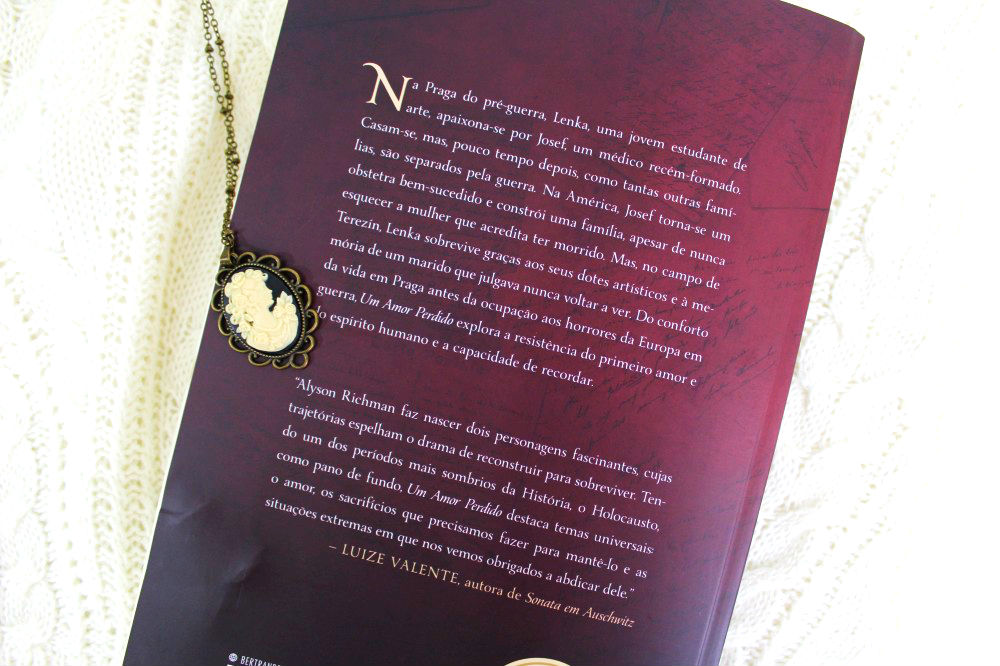 Na Praga do pré-guerra, Lenka, uma jovem estudante de
arte, apaixona-se por Josef, um médico recém-formado.
Casam-se, mas, pouco tempo depois, como tantas outras famí-
lias, são separados pela guerra. Na América, Josef torna-se um
obstetra bem-sucedido e constrói uma família, apesar de nunca
esquecer a mulher que acredita ter morrido. Mas, no campo de
Terezín, Lenka sobrevive graças aos seus dotes artísticos e à me-
mória de um marido que julgava nunca voltar a ver. Do conforto
da vida em Praga antes da ocupação aos horrores da Europa em
guerra, Um Amor Perdido explora a resistência do primeiro amor e
do espírito humano e a capacidade de recordar.
"Alyson Richman faz nascer dois personagens fascinantes, cujas
trajetórias espelham o drama de reconstruir para sobreviver. Ten-
do um dos períodos mais sombrios da História, o Holocausto,
como pano de fundo, Um Amor Perdido destaca temas universais:
o amor, os sacrifícios que precisamos fazer para mantê-lo e as
situações extremas em que nos vemos obrigados a abdicar dele."
– LUIZE VALENTE, autora de Sonata em Auschwitz